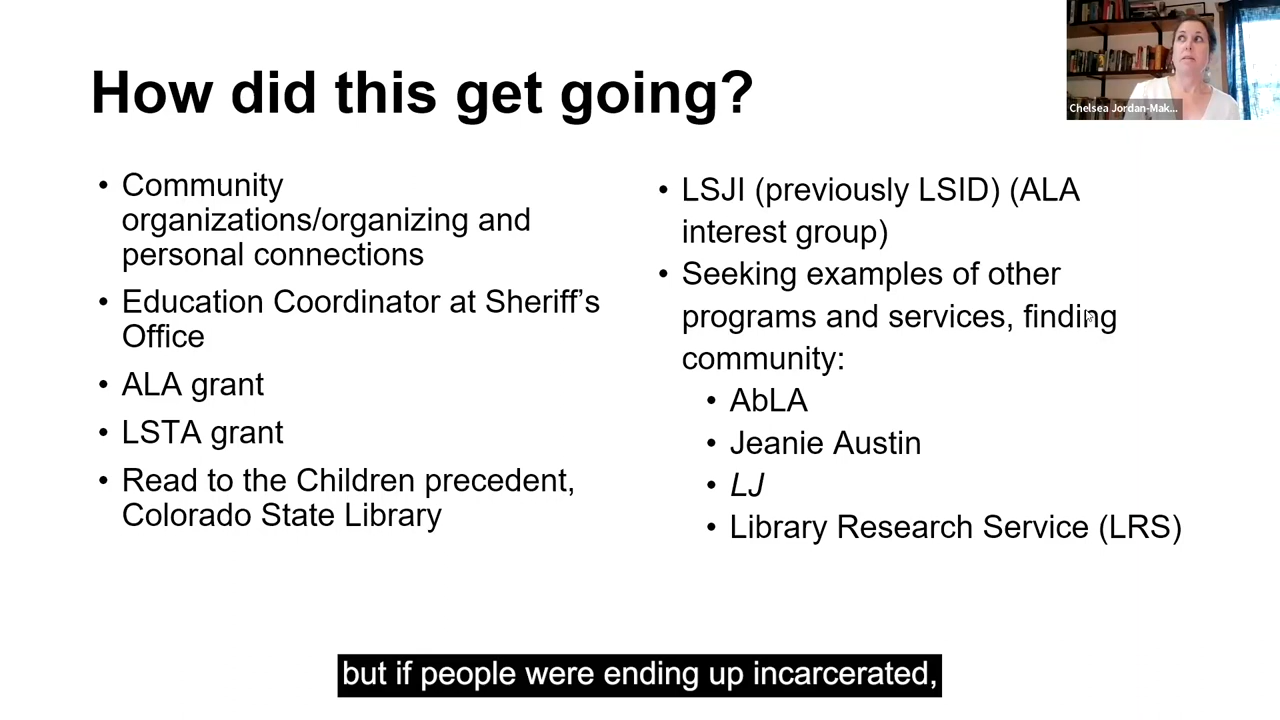 How did this get going?
Chelsea Jordan-Mak...
• Community
organizations/organizing and
personal connections
• Education Coordinator at Sheriff’s
Office
• ALA grant
• LSTA grant
• Read to the Children precedent,
Colorado State Library
• LSJI (previously LSID) (ALA
interest group)
• Seeking examples of other
programs and services, finding
community:
• AbLA
• Jeanie Austin
• LJ
• Library Research Service (LRS)
but if people were ending up incarcerated,